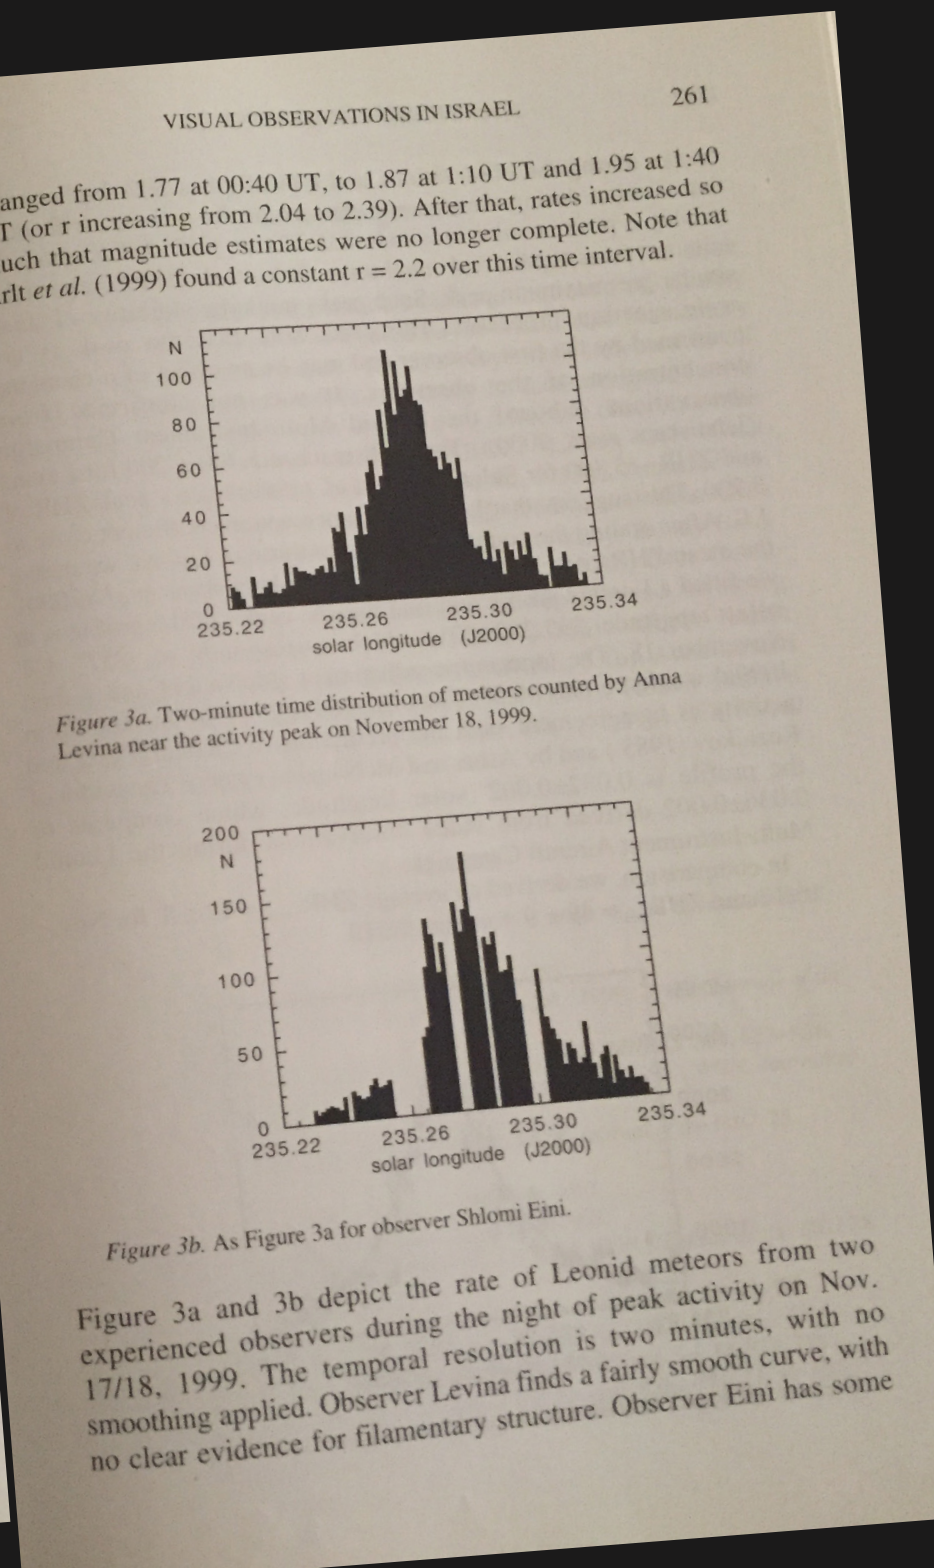 VISUAL OBSERVATIONS IN ISRAEL 261
anged from 1.77 at 00:40 UT, to 1.87 at 1:10 UT and 1.95 at 1:40
T (or r increasing from 2.04 to 2.39). After that, rates increased so
uch that magnitude estimates were no longer complete. Note that
rlt et al. (1999) found a constant r = 2.2 over this time interval.
N
100
80
60
40
20
0
235.22 235.26 235.30 235.34
solar longitude (J2000)
Figure 3a. Two-minute time distribution of meteors counted by Anna
Levina near the activity peak on November 18, 1999.
200
N
150
100
50
0
235.22 235.26 235.30 235.34
solar longitude (J2000)
Figure 3b. As Figure 3a for observer Shlomi Eini.
Figure 3a and 3b depict the rate of Leonid meteors from two
experienced observers during the night of peak activity on Nov.
17/18, 1999. The temporal resolution is two minutes, with no
smoothing applied. Observer Levina finds a fairly smooth curve, with
no clear evidence for filamentary structure. Observer Eini has some